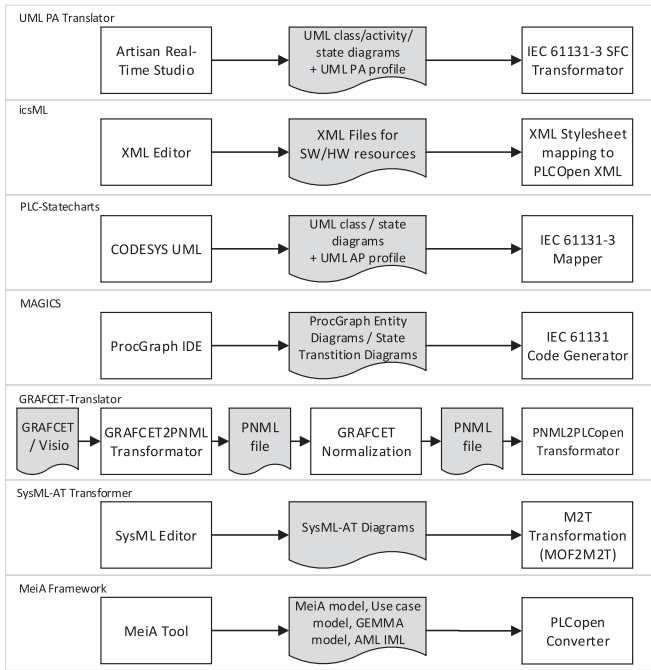 UML PA Translator
Artisan Real-
Time Studio
UML class/activity/
state diagrams
+ UML PA profile
IEC 61131-3 SFC
Transformator
icsML
XML Editor
XML Files for
SW/HW resources
XML Stylesheet
mapping to
PLCOpen XML
PLC-Statecharts
CODESYS UML
UML class / state
diagrams
+ UML AP profile
IEC 61131-3
Mapper
MAGICS
ProcGraph IDE
ProcGraph Entity
Diagrams / State
Transtition Diagrams
IEC 61131
Code Generator
GRAFCET-Translator
GRAFCET
/ Visio
GRAFCET2PNML
Transformator
PNML
file
GRAFCET
Normalization
PNML
file
PNML2PLCopen
Transformator
SysML-AT Transformer
SysML Editor
SysML-AT Diagrams
M2T
Transformation
(MOF2M2T)
MeiA Framework
MeiA Tool
MeiA model, Use case
model, GEMMA
model, AML IML
PLCopen
Converter